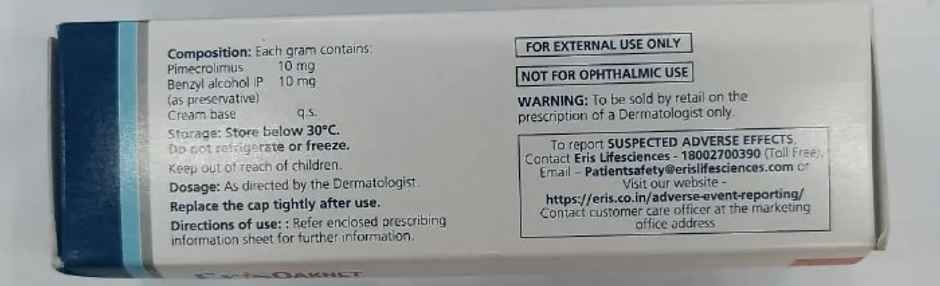 Composition: Each gram contains:
Pimecrolimus 10 mg
Benzyl alcohol IP 10 mg
(as preservative)
Cream base q.s.
Storage: Store below 30°C.
Do not refrigerate or freeze.
Keep out of reach of children.
Dosage: As directed by the Dermatologist.
Replace the cap tightly after use.
Directions of use: : Refer enclosed prescribing
information sheet for further information.
FOR EXTERNAL USE ONLY
NOT FOR OPHTHALMIC USE
WARNING: To be sold by retail on the
prescription of a Dermatologist only.
To report SUSPECTED ADVERSE EFFECTS,
Contact Eris Lifesciences - 18002700390 (Toll Free),
Email – Patientsafety@erislifesciences.com or
Visit our website -
https://eris.co.in/adverse-event-reporting/
Contact customer care officer at the marketing
office address
OAKNET